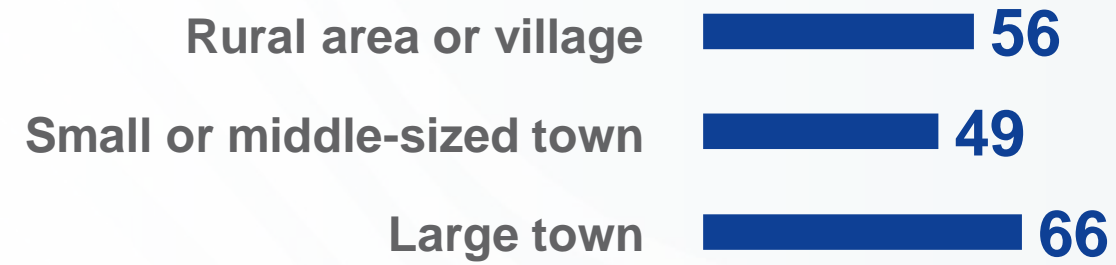 Rural area or village 56
Small or middle-sized town 49
Large town 66